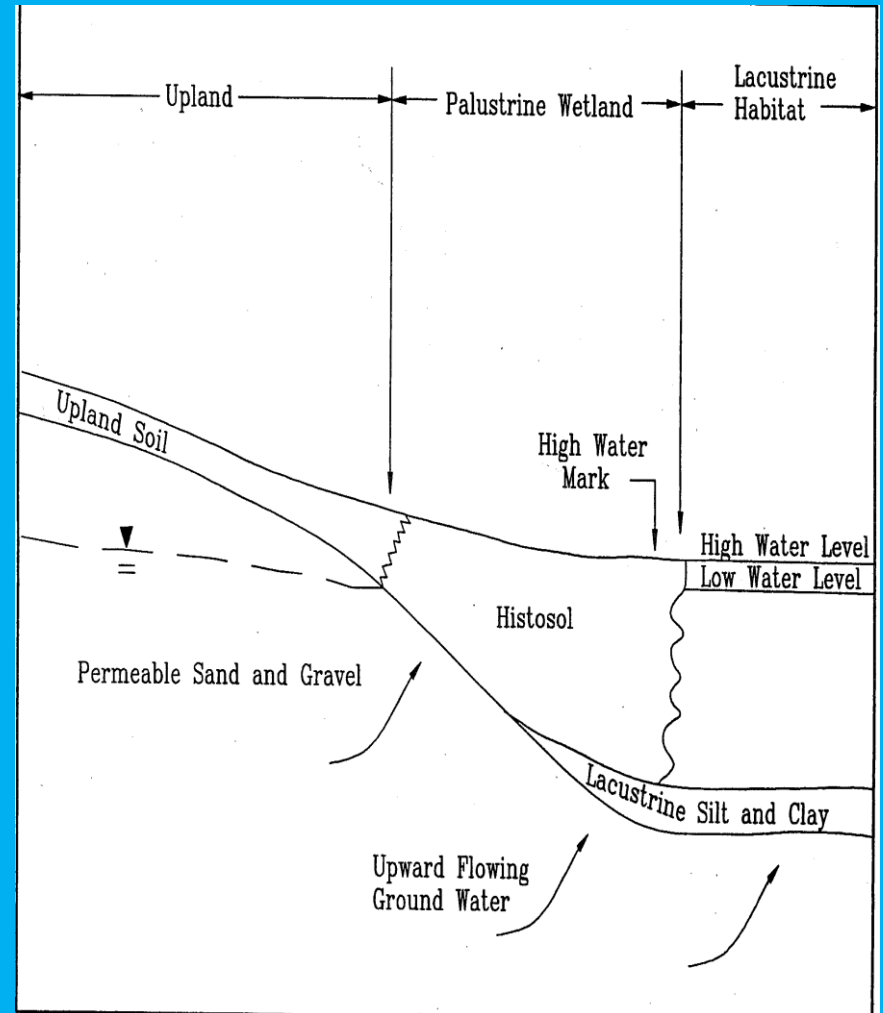 Upland
Palustrine Wetland
Lacustrine
Habitat
Upland Soil
High Water
Mark
High Water Level
Low Water Level
Histosol
Permeable Sand and Gravel
Lacustrine Silt and Clay
Upward Flowing
Ground Water